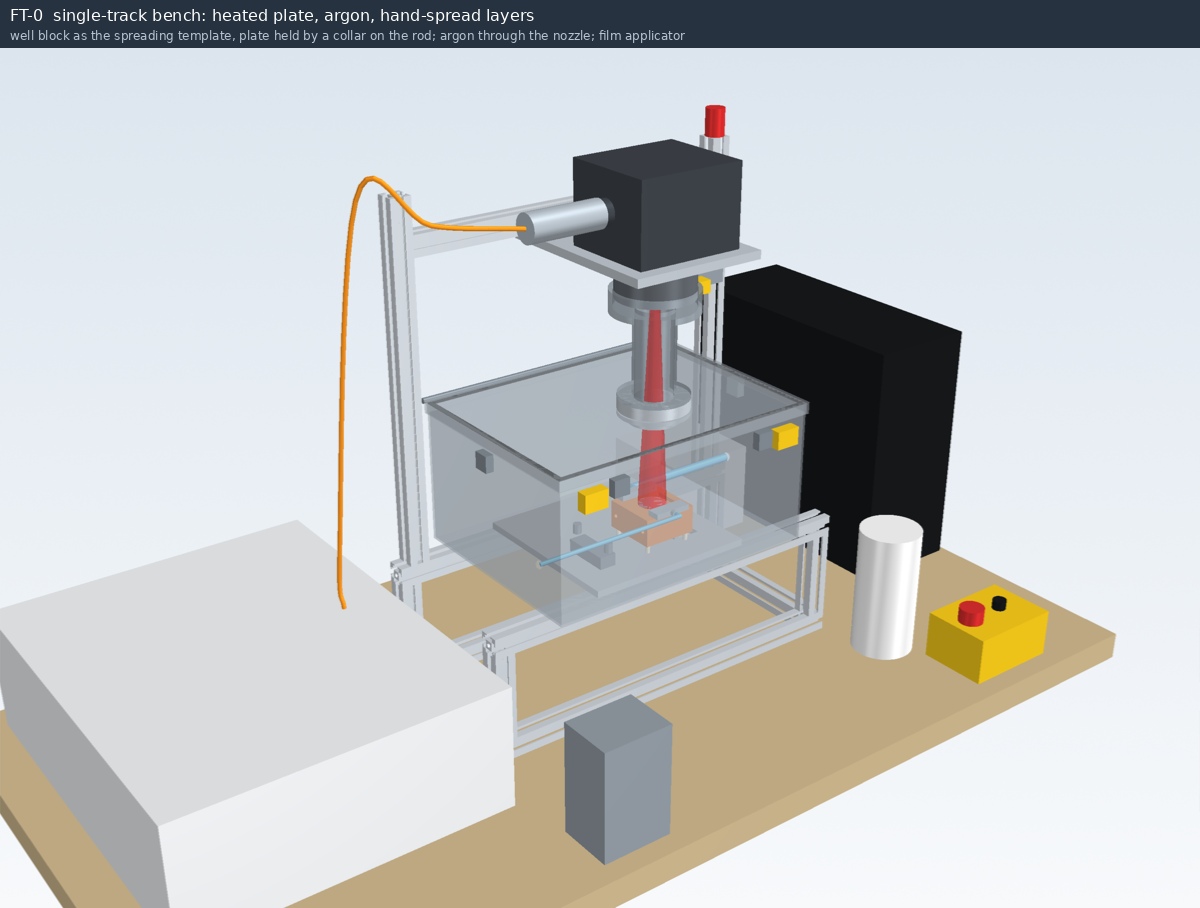 FT-0  single-track bench: heated plate, argon, hand-spread layers
well block as the spreading template, plate held by a collar on the rod; argon through the nozzle; film applicator